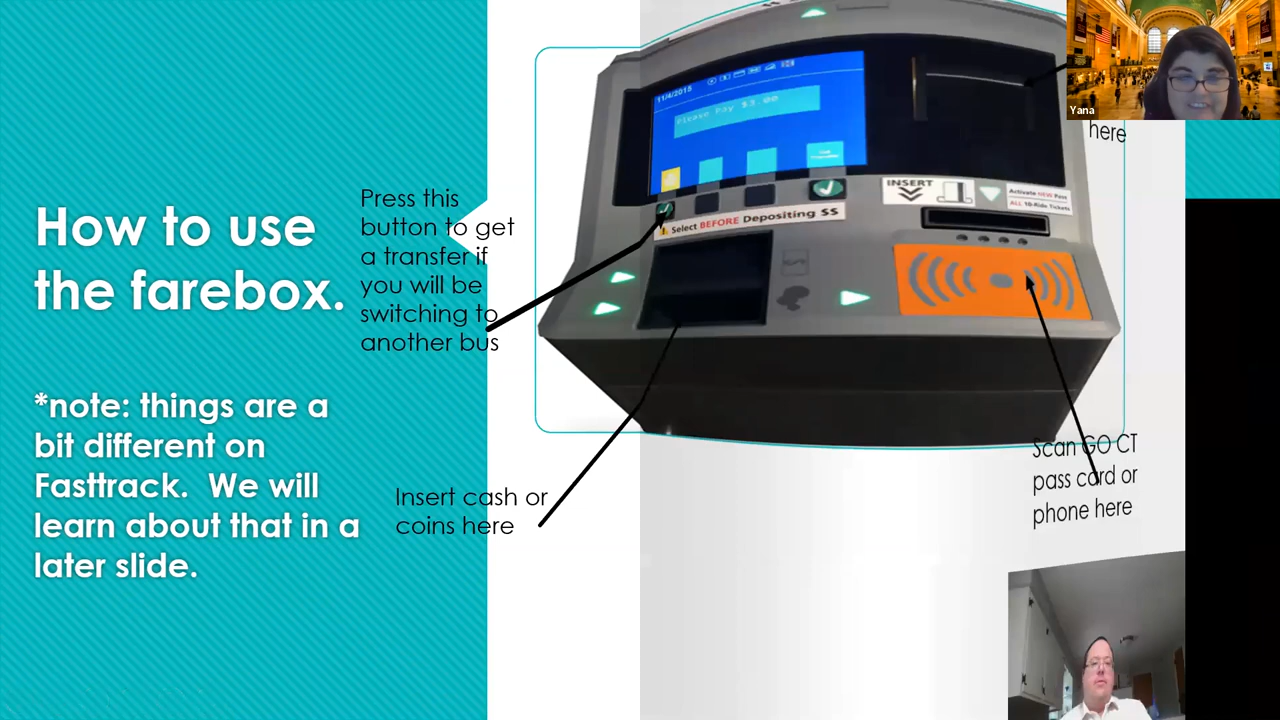 How to use
the farebox.
*note: things are a
bit different on
Fasttrack. We will
learn about that in a
later slide.
Press this
button to get
a transfer if
you will be
switching to
another bus
Insert cash or
coins here
11/4/2015
Please Pay $3.00
Select BEFORE Depositing $$
INSERT
Activate NEW Pass
ALL 10-Ride Tickets
here
Scan GO CT
pass card or
phone here
Yana